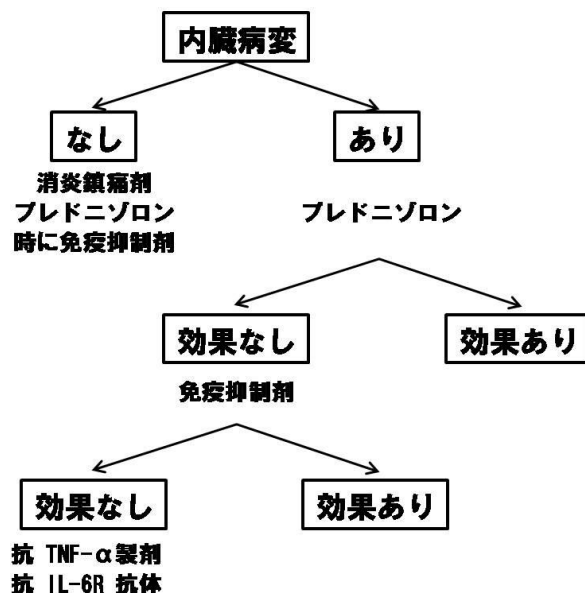 内臓病変
なし
あり
消炎鎮痛剤
プレドニゾロン
時に免疫抑制剤
プレドニゾロン
効果なし
効果あり
免疫抑制剤
効果なし
効果あり
抗 TNF-α製剤
抗 IL-6R 抗体